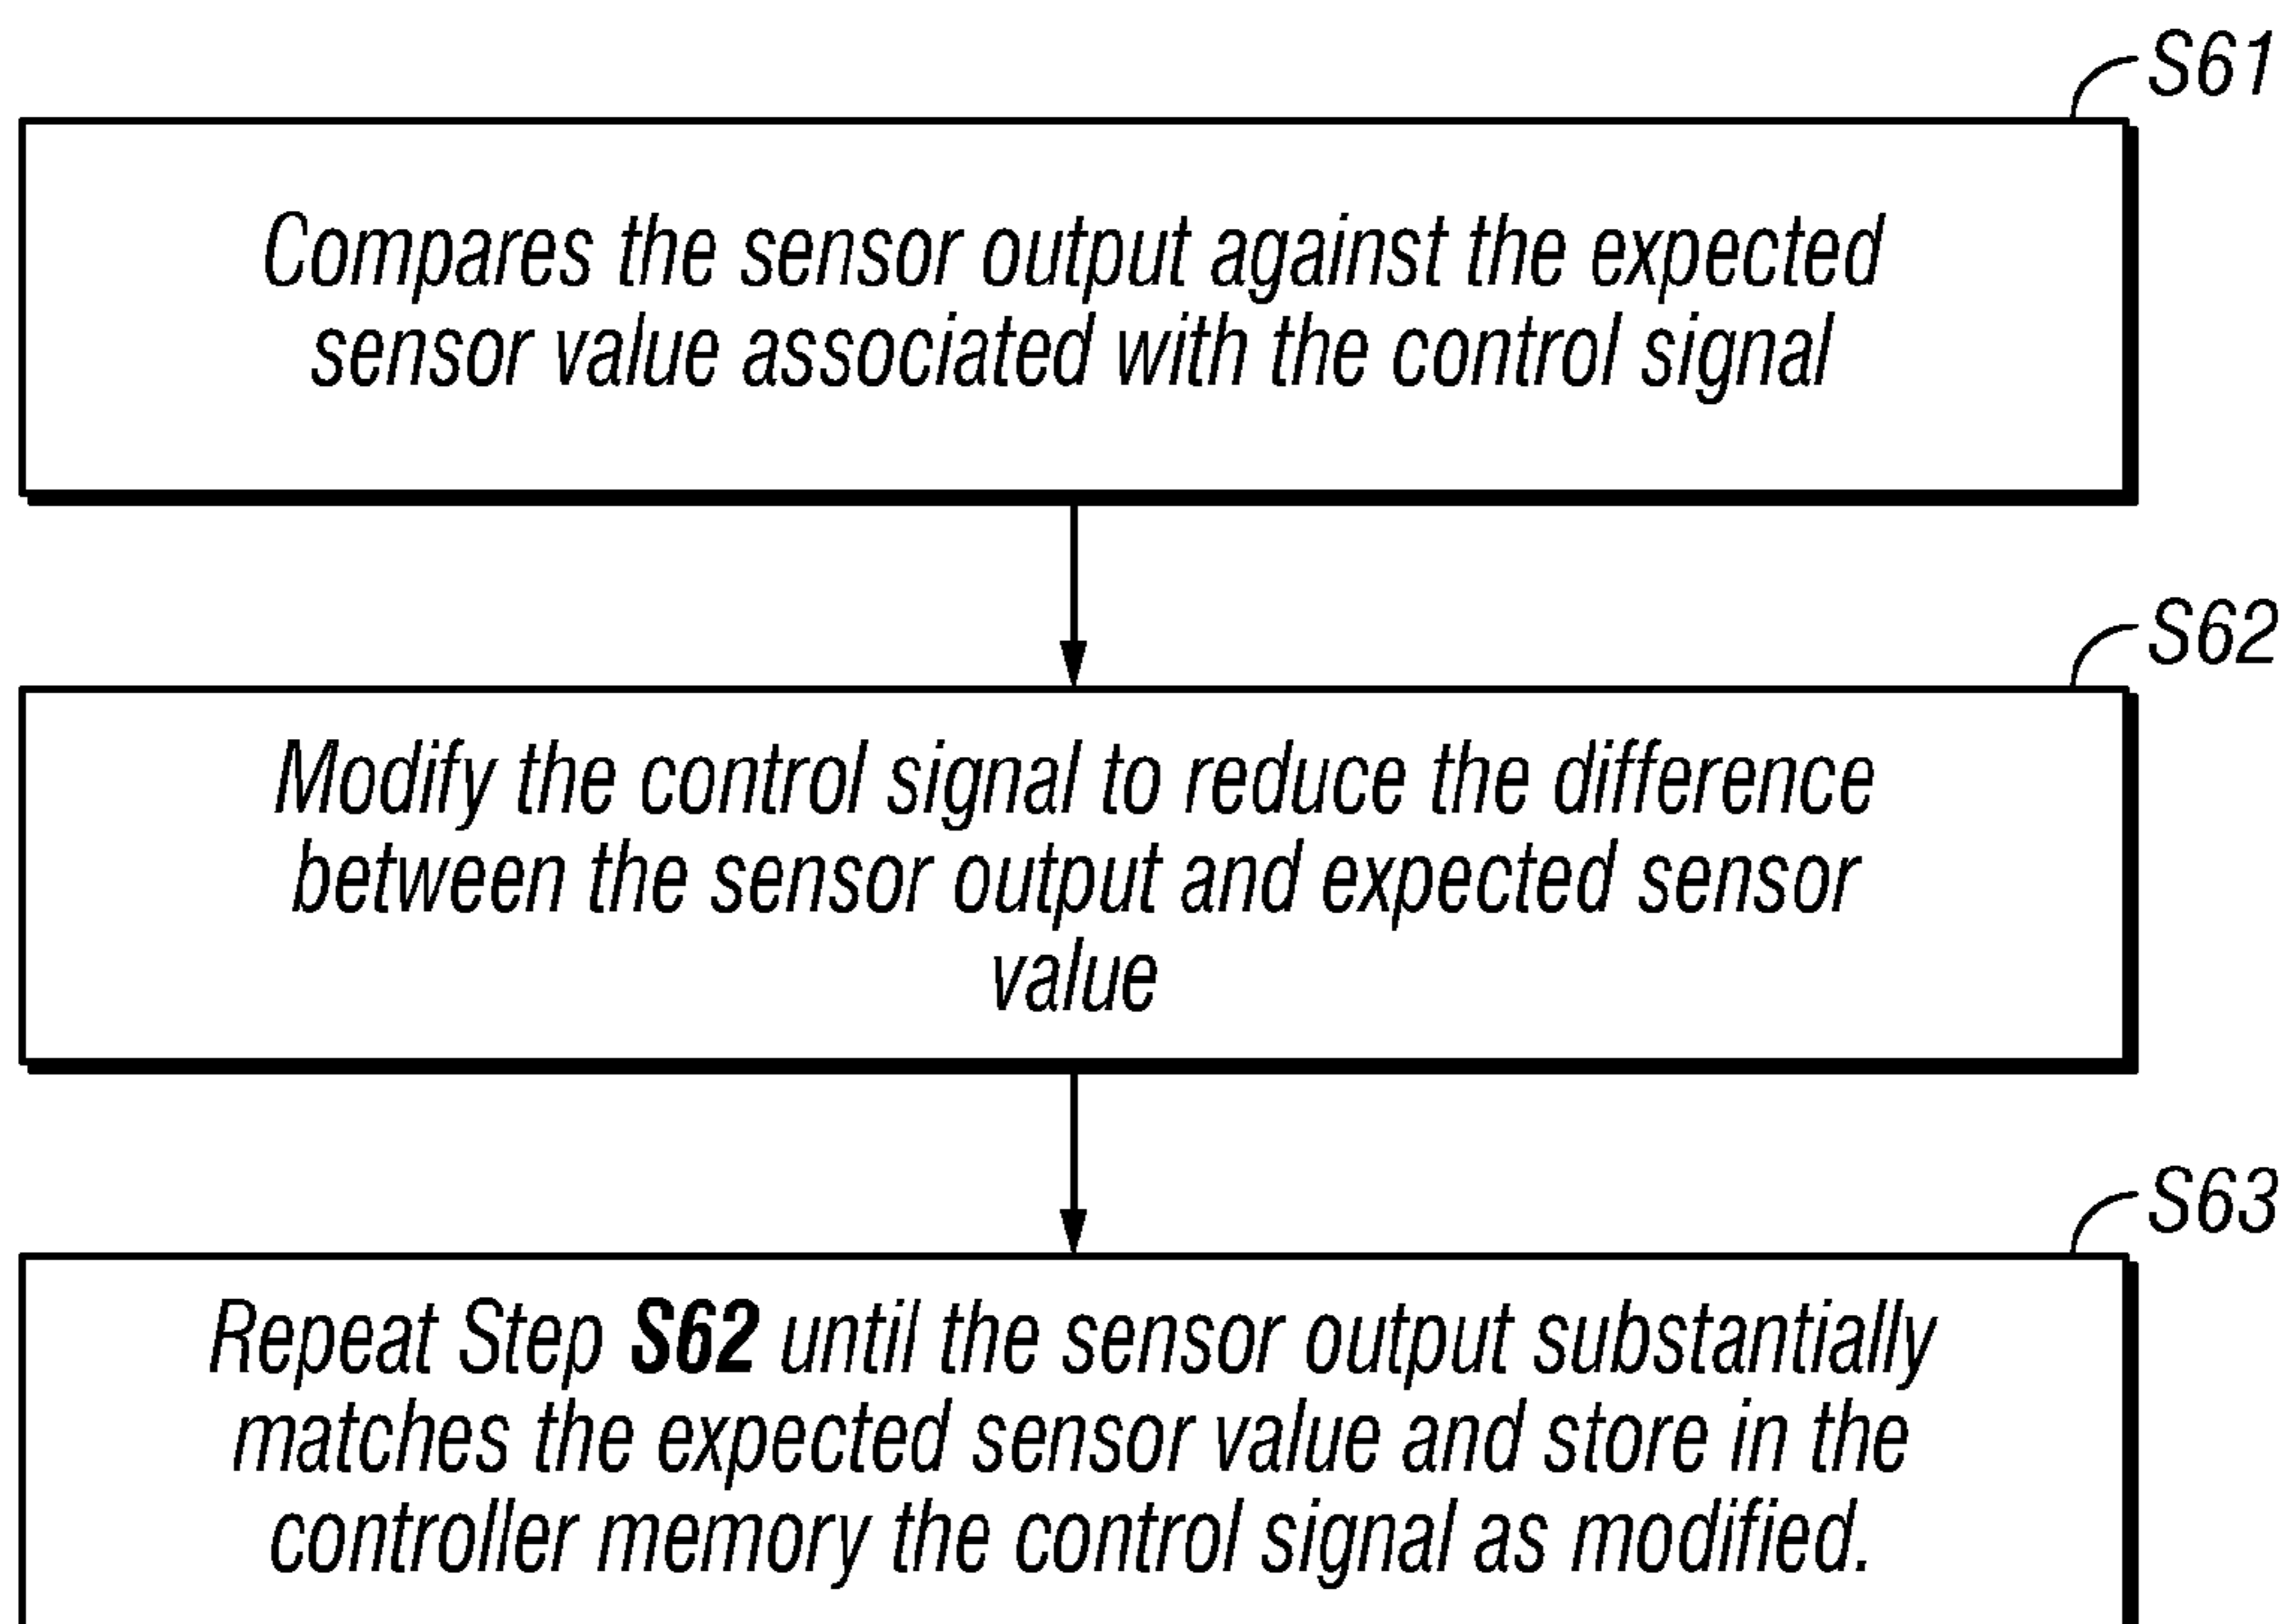 S61
Compares the sensor output against the expected
sensor value associated with the control signal
S62
Modify the control signal to reduce the difference
between the sensor output and expected sensor
value
S63
Repeat Step S62 until the sensor output substantially
matches the expected sensor value and store in the
controller memory the control signal as modified.